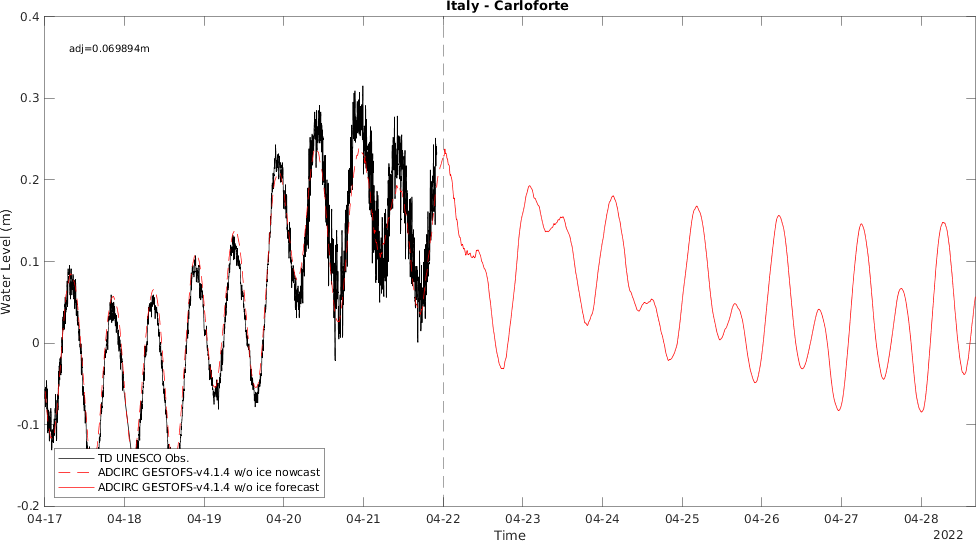 Italy - Carloforte
adj=0.069894m
Water Level (m)
0.4
0.3
0.2
0.1
0
-0.1
-0.2
TD UNESCO Obs.
ADCIRC GESTOFS-v4.1.4 w/o ice nowcast
ADCIRC GESTOFS-v4.1.4 w/o ice forecast
04-17 04-18 04-19 04-20 04-21 04-22 04-23 04-24 04-25 04-26 04-27 04-28
Time
2022